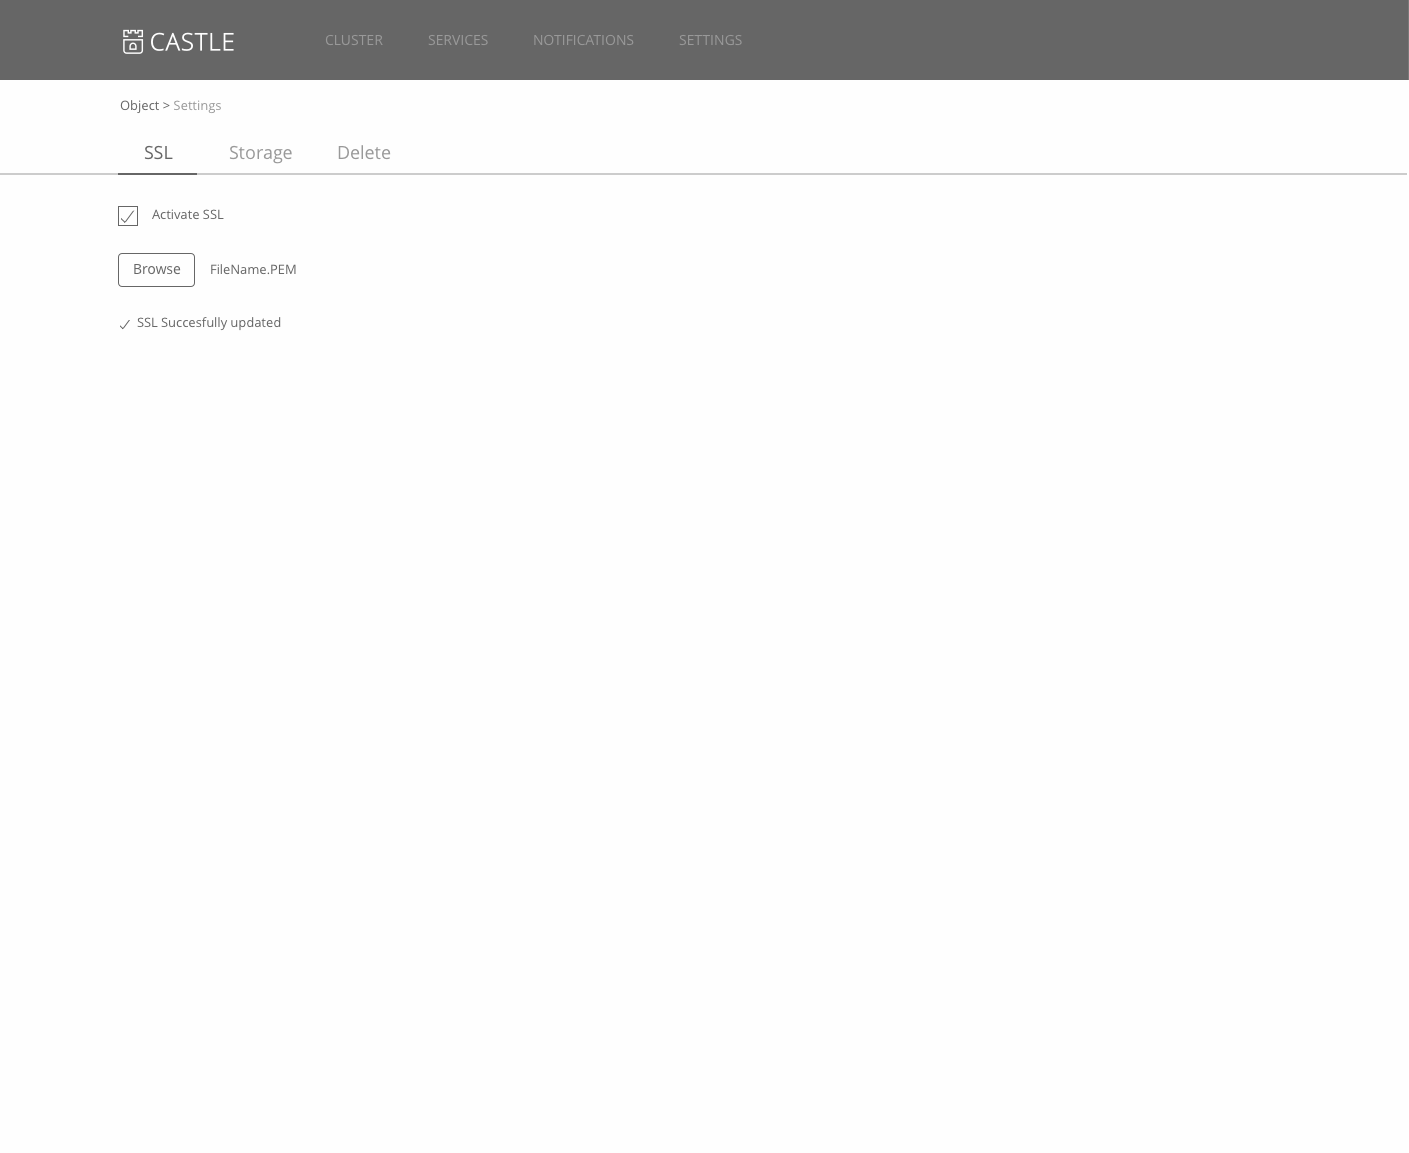 CASTLE
CLUSTER SERVICES NOTIFICATIONS SETTINGS
Object > Settings
SSL Storage Delete
Activate SSL
Browse FileName.PEM
SSL Succesfully updated